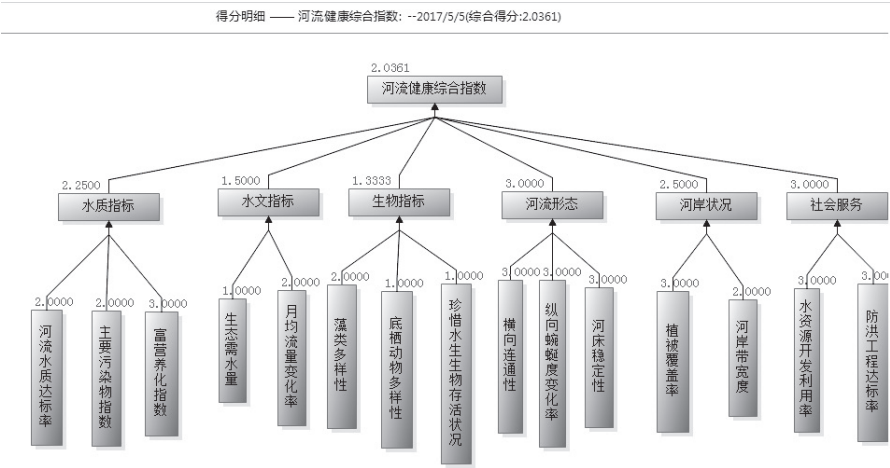 得分明细 —— 河流健康综合指数: --2017/5/5(综合得分:2.0361)
2.0361
河流健康综合指数
2.2500
水质指标
1.5000
水文指标
1.3333
生物指标
3.0000
河流形态
2.5000
河岸状况
3.0000
社会服务
2.0000
河流水质达标率
2.0000
主要污染物指数
3.0000
富营养化指数
1.0000
生态需水量
2.0000
月均流量变化率
2.0000
藻类多样性
1.0000
底栖动物多样性
1.0000
珍惜水生生物存活状况
3.0000
横向连通性
3.0000
纵向蜿蜒度变化率
3.0000
河床稳定性
3.0000
植被覆盖率
2.0000
河岸带宽度
3.0000
水资源开发利用率
3.000
防洪工程达标率